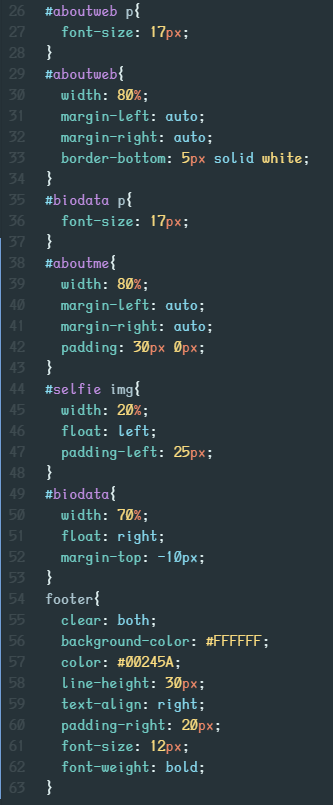 26 #aboutweb p{
27   font-size: 17px;
28 }
29 #aboutweb{
30   width: 80%;
31   margin-left: auto;
32   margin-right: auto;
33   border-bottom: 5px solid white;
34 }
35 #biodata p{
36   font-size: 17px;
37 }
38 #aboutme{
39   width: 80%;
40   margin-left: auto;
41   margin-right: auto;
42   padding: 30px 0px;
43 }
44 #selfie img{
45   width: 20%;
46   float: left;
47   padding-left: 25px;
48 }
49 #biodata{
50   width: 70%;
51   float: right;
52   margin-top: -10px;
53 }
54 footer{
55   clear: both;
56   background-color: #FFFFFF;
57   color: #00245A;
58   line-height: 30px;
59   text-align: right;
60   padding-right: 20px;
61   font-size: 12px;
62   font-weight: bold;
63 }